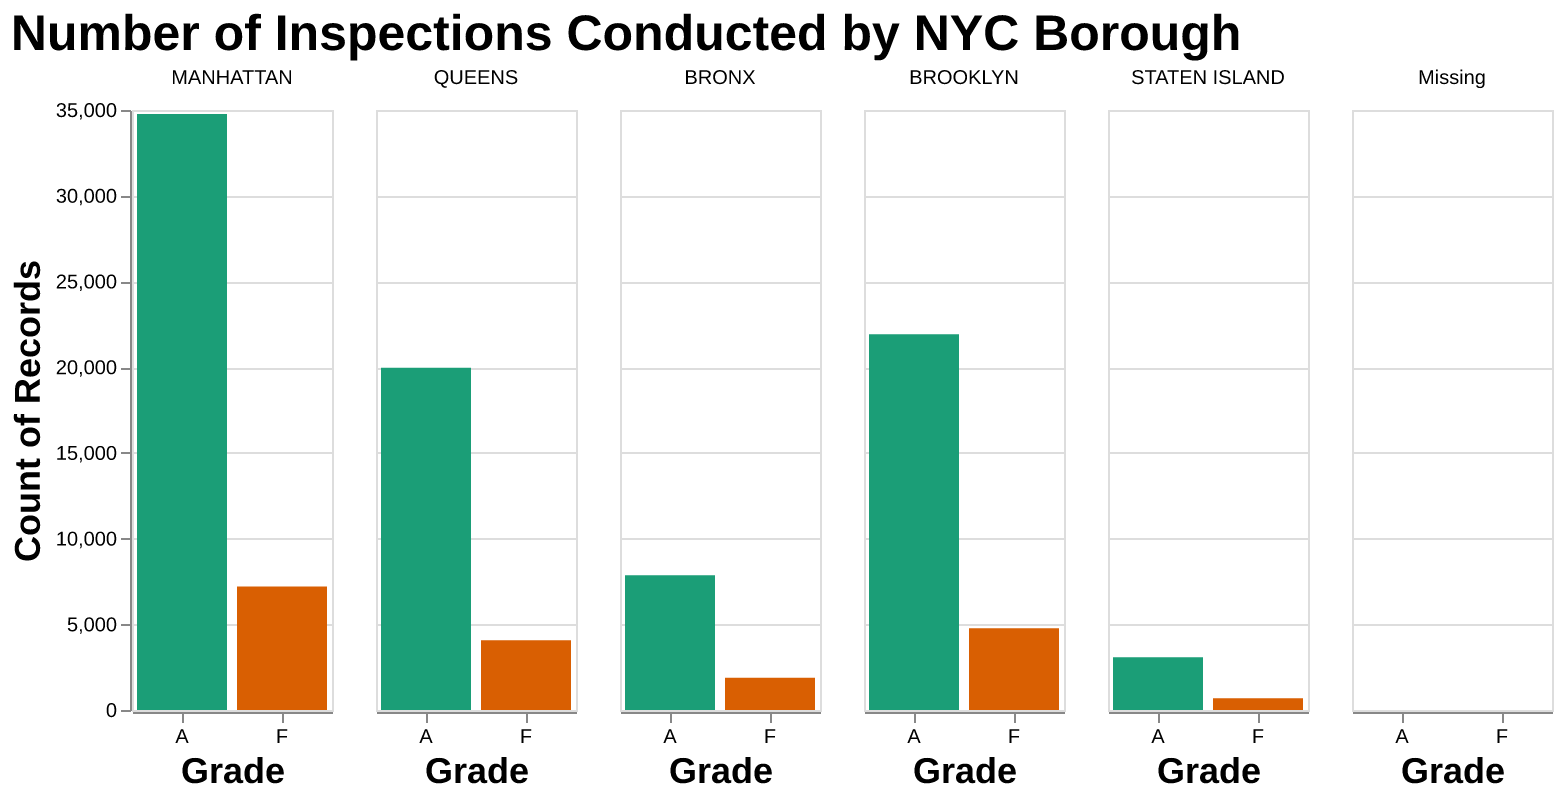 Number of Inspections Conducted by NYC Borough
MANHATTAN QUEENS BRONX BROOKLYN STATEN ISLAND Missing
Count of Records
35,000
30,000
25,000
20,000
15,000
10,000
5,000
0
A F A F A F A F A F A F
Grade Grade Grade Grade Grade Grade